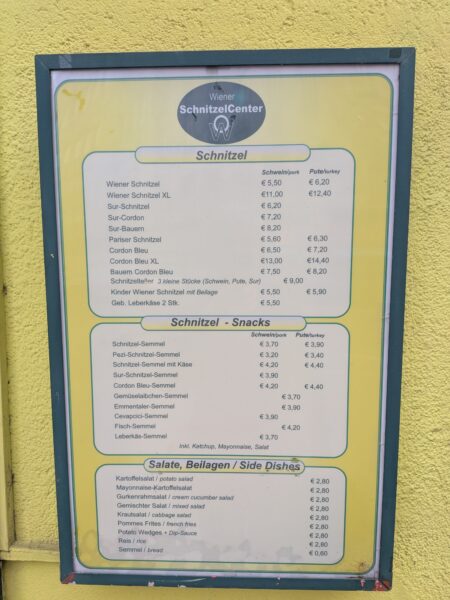 Wiener
SchnitzelCenter
W
Schnitzel
Schwein/pork Pute/turkey
Wiener Schnitzel € 5,50 € 6,20
Wiener Schnitzel XL €11,00 €12,40
Sur-Schnitzel € 6,20
Sur-Cordon € 7,20
Sur-Bauern € 8,20
Pariser Schnitzel € 5,60 € 6,30
Cordon Bleu € 6,50 € 7,20
Cordon Bleu XL €13,00 €14,40
Bauern Cordon Bleu € 7,50 € 8,20
Schnitzelteller 3 kleine Stücke (Schwein, Pute, Sur) € 9,00
Kinder Wiener Schnitzel mit Beilage € 5,50 € 5,90
Geb. Leberkäse 2 Stk. € 5,50
Schnitzel - Snacks
Schwein/pork Pute/turkey
Schnitzel-Semmel € 3,70 € 3,90
Pezi-Schnitzel-Semmel € 3,20 € 3,40
Schnitzel-Semmel mit Käse € 4,20 € 4,40
Sur-Schnitzel-Semmel € 3,90
Cordon Bleu-Semmel € 4,20 € 4,40
Gemüselaibchen-Semmel € 3,70
Emmentaler-Semmel € 3,90
Cevapcici-Semmel € 3,90
Fisch-Semmel € 4,20
Leberkäse-Semmel € 3,70
inkl. Ketchup, Mayonnaise, Salat
Salate, Beilagen / Side Dishes
Kartoffelsalat / potato salad € 2,80
Mayonnaise-Kartoffelsalat € 2,80
Gurkenrahmsalat / cream cucumber salad € 2,80
Gemischter Salat / mixed salad € 2,80
Krautsalat / cabbage salad € 2,80
Pommes Frites / french fries € 2,80
Potato Wedges + Dip-Sauce € 2,80
Reis / rice € 2,80
Semmel / bread € 0,60